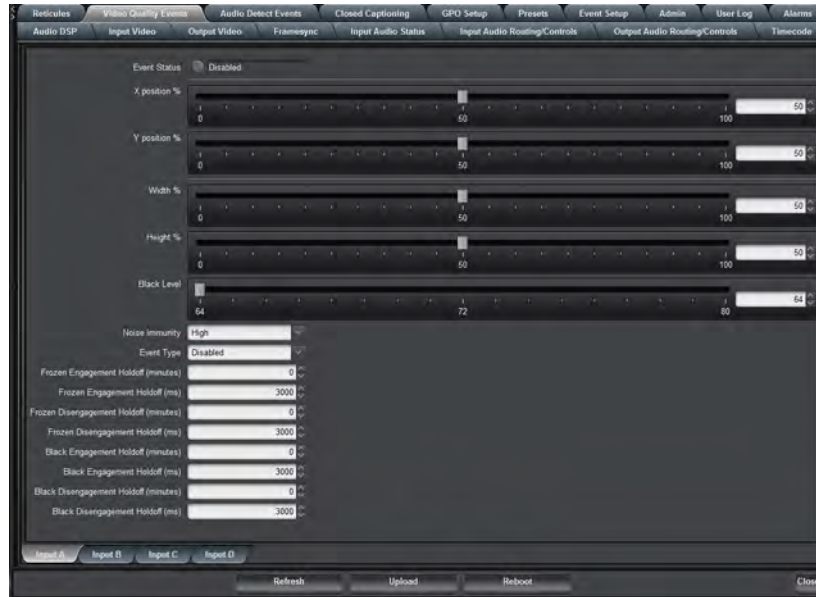 Reticules Video Quality Events Audio Detect Events Closed Captioning GPO Setup Presets Event Setup Admin User Log Alarms
Audio DSP Input Video Output Video Framesync Input Audio Status Input Audio Routing/Controls Output Audio Routing/Controls Timecode
Event Status Disabled
X position %
50
0 50 100
Y position %
50
0 50 100
Width %
50
0 50 100
Height %
50
0 50 100
Black Level
64
64 72 80
Noise Immunity High
Event Type Disabled
Frozen Engagement Holdoff (minutes) 0
Frozen Engagement Holdoff (ms) 3000
Frozen Disengagement Holdoff (minutes) 0
Frozen Disengagement Holdoff (ms) 3000
Black Engagement Holdoff (minutes) 0
Black Engagement Holdoff (ms) 3000
Black Disengagement Holdoff (minutes) 0
Black Disengagement Holdoff (ms) 3000
Input A Input B Input C Input D
Refresh Upload Reboot Close